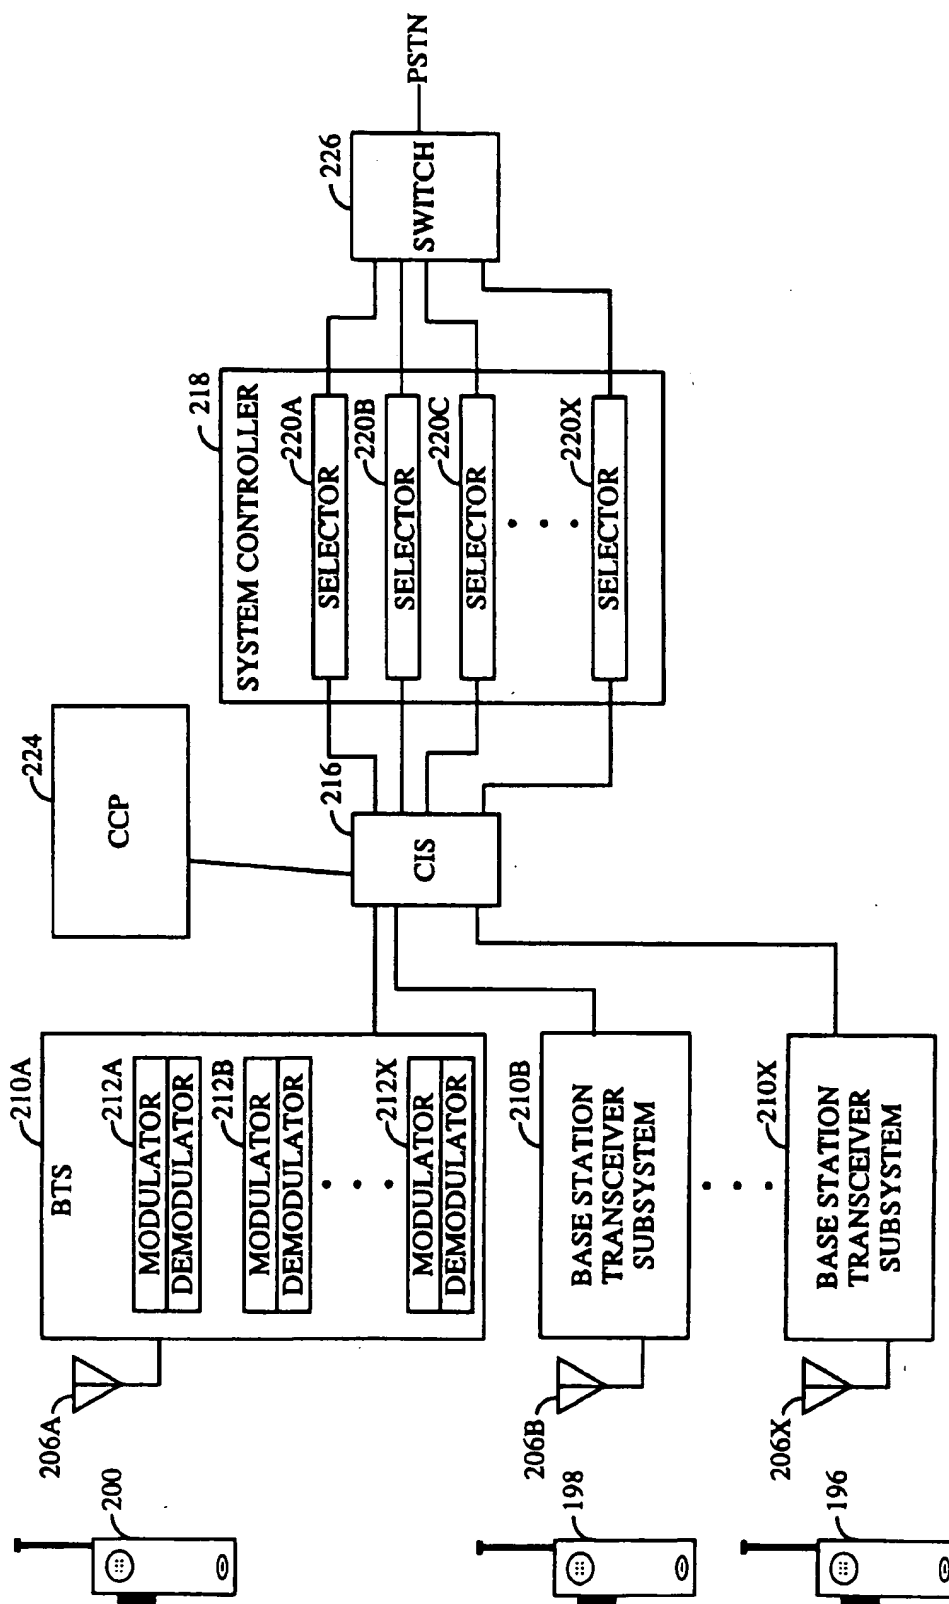 200
206A
210A
BTS
212A
MODULATOR
DEMODULATOR
212B
MODULATOR
DEMODULATOR
212X
MODULATOR
DEMODULATOR
198
206B
210B
BASE STATION
TRANSCEIVER
SUBSYSTEM
196
206X
210X
BASE STATION
TRANSCEIVER
SUBSYSTEM
224
CCP
216
CIS
218
SYSTEM CONTROLLER
220A
SELECTOR
220B
SELECTOR
220C
SELECTOR
220X
SELECTOR
226
SWITCH
PSTN